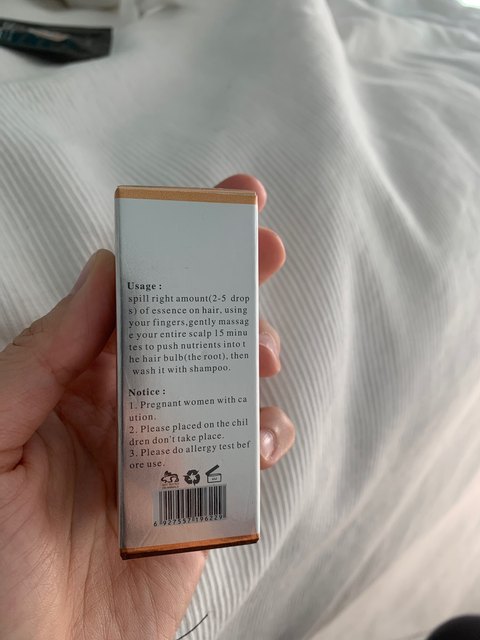 Usage :
spill right amount(2-5 drop
s) of essence on hair, using
your fingers,gently massag
e your entire scalp 15 minu
tes to push nutrients into t
he hair bulb(the root), then
wash it with shampoo.
Notice :
1. Pregnant women with ca
ution.
2. Please placed on the chil
dren don't take place.
3. Please do allergy test bef
ore use.
6 927557 196229